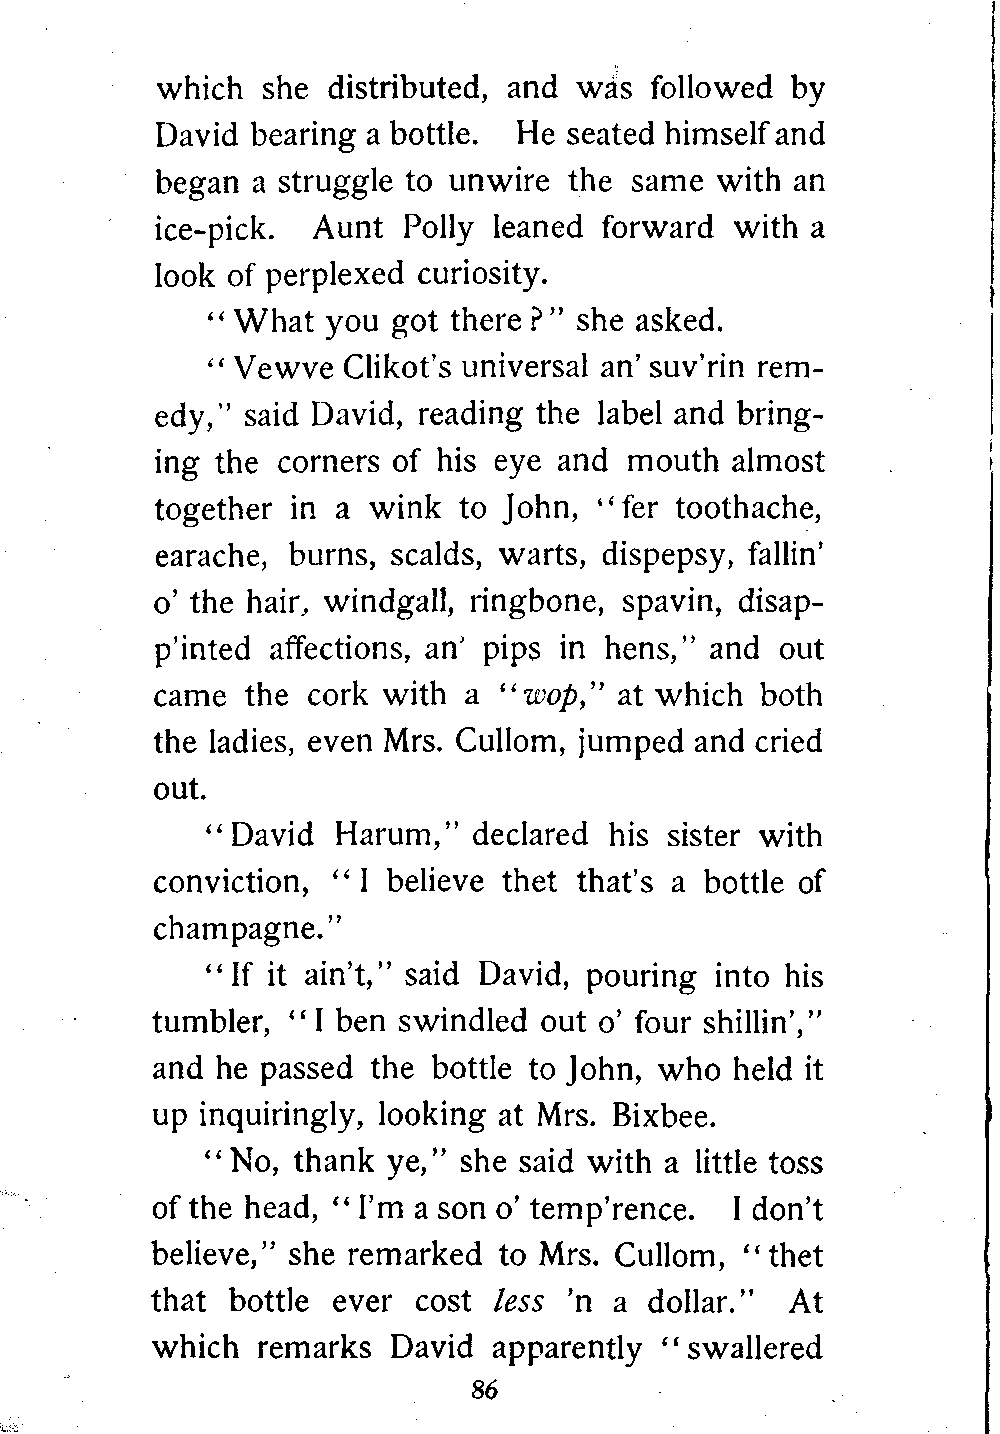 which she distributed, and was followed by
David bearing a bottle. He seated himself and
began a struggle to unwire the same with an
ice-pick. Aunt Polly leaned forward with a
look of perplexed curiosity.
“What you got there?” she asked.
“Vewve Clikot’s universal an’ suv’rin rem-
edy,” said David, reading the label and bring-
ing the corners of his eye and mouth almost
together in a wink to John, “fer toothache,
earache, burns, scalds, warts, dispepsy, fallin’
o’ the hair, windgall, ringbone, spavin, disap-
p’inted affections, an’ pips in hens,” and out
came the cork with a “wop,” at which both
the ladies, even Mrs. Cullom, jumped and cried
out.
“David Harum,” declared his sister with
conviction, “I believe thet that’s a bottle of
champagne.”
“If it ain’t,” said David, pouring into his
tumbler, “I ben swindled out o’ four shillin’,”
and he passed the bottle to John, who held it
up inquiringly, looking at Mrs. Bixbee.
“No, thank ye,” she said with a little toss
of the head, “I’m a son o’ temp’rence. I don’t
believe,” she remarked to Mrs. Cullom, “thet
that bottle ever cost less ’n a dollar.” At
which remarks David apparently “swallered
86